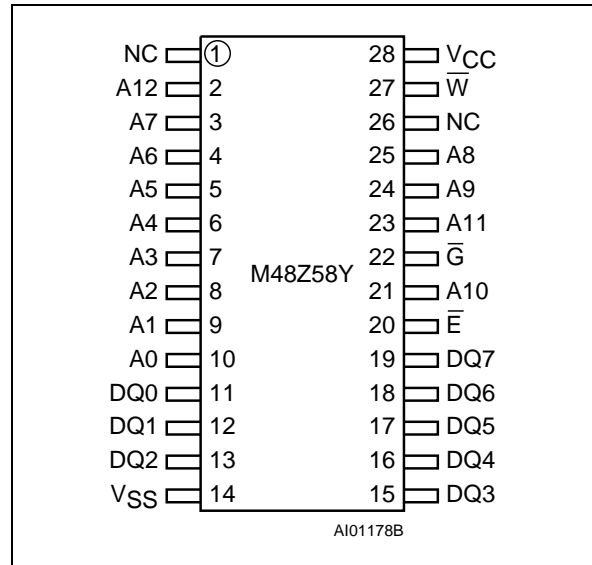 NC 1 28 VCC
A12 2 27 W̅
A7 3 26 NC
A6 4 25 A8
A5 5 24 A9
A4 6 23 A11
A3 7 22 G̅
M48Z58Y
A2 8 21 A10
A1 9 20 E̅
A0 10 19 DQ7
DQ0 11 18 DQ6
DQ1 12 17 DQ5
DQ2 13 16 DQ4
VSS 14 15 DQ3
AI01178B